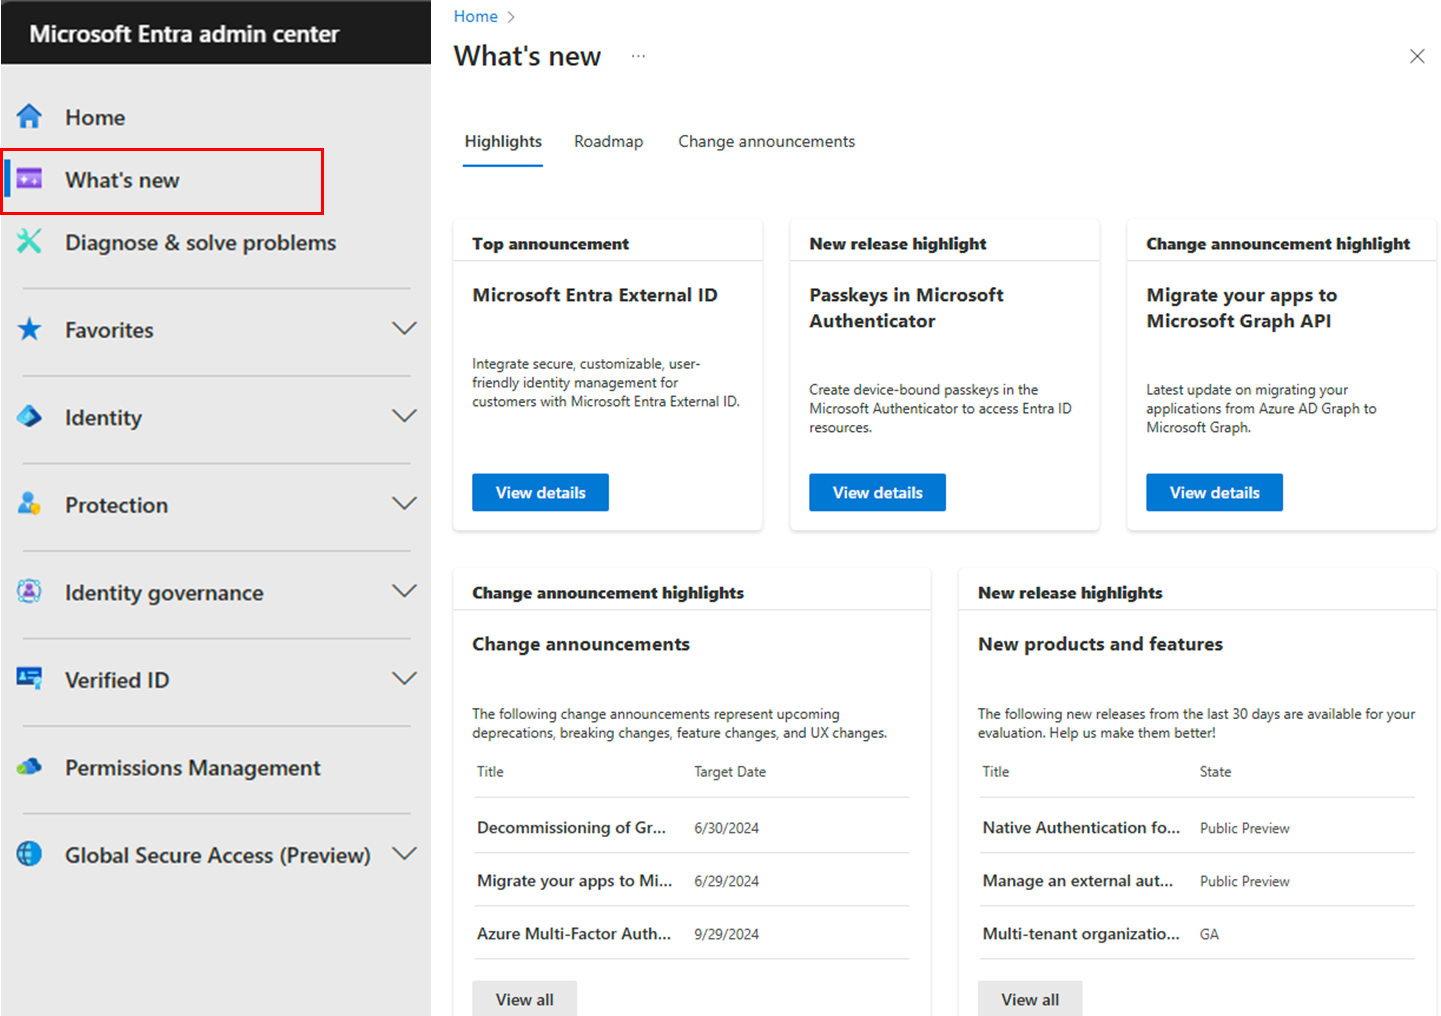 Microsoft Entra admin center
Home
What's new
Diagnose & solve problems
Favorites
Identity
Protection
Identity governance
Verified ID
Permissions Management
Global Secure Access (Preview)
Home
What's new
Highlights Roadmap Change announcements
Top announcement
Microsoft Entra External ID
Integrate secure, customizable, user-
friendly identity management for
customers with Microsoft Entra External ID.
View details
New release highlight
Passkeys in Microsoft
Authenticator
Create device-bound passkeys in the
Microsoft Authenticator to access Entra ID
resources.
View details
Change announcement highlight
Migrate your apps to
Microsoft Graph API
Latest update on migrating your
applications from Azure AD Graph to
Microsoft Graph.
View details
Change announcement highlights
Change announcements
The following change announcements represent upcoming
deprecations, breaking changes, feature changes, and UX changes.
Title Target Date
Decommissioning of Gr... 6/30/2024
Migrate your apps to Mi... 6/29/2024
Azure Multi-Factor Auth... 9/29/2024
View all
New release highlights
New products and features
The following new releases from the last 30 days are available for your
evaluation. Help us make them better!
Title State
Native Authentication fo... Public Preview
Manage an external aut... Public Preview
Multi-tenant organizatio... GA
View all